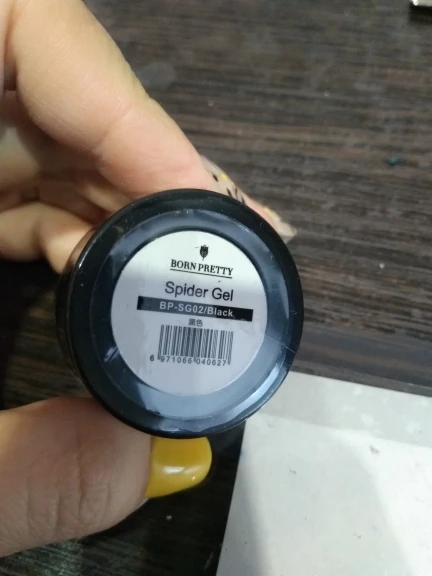 BORN PRETTY
Spider Gel
BP-SG02/Black
黑色
6 971066 040627